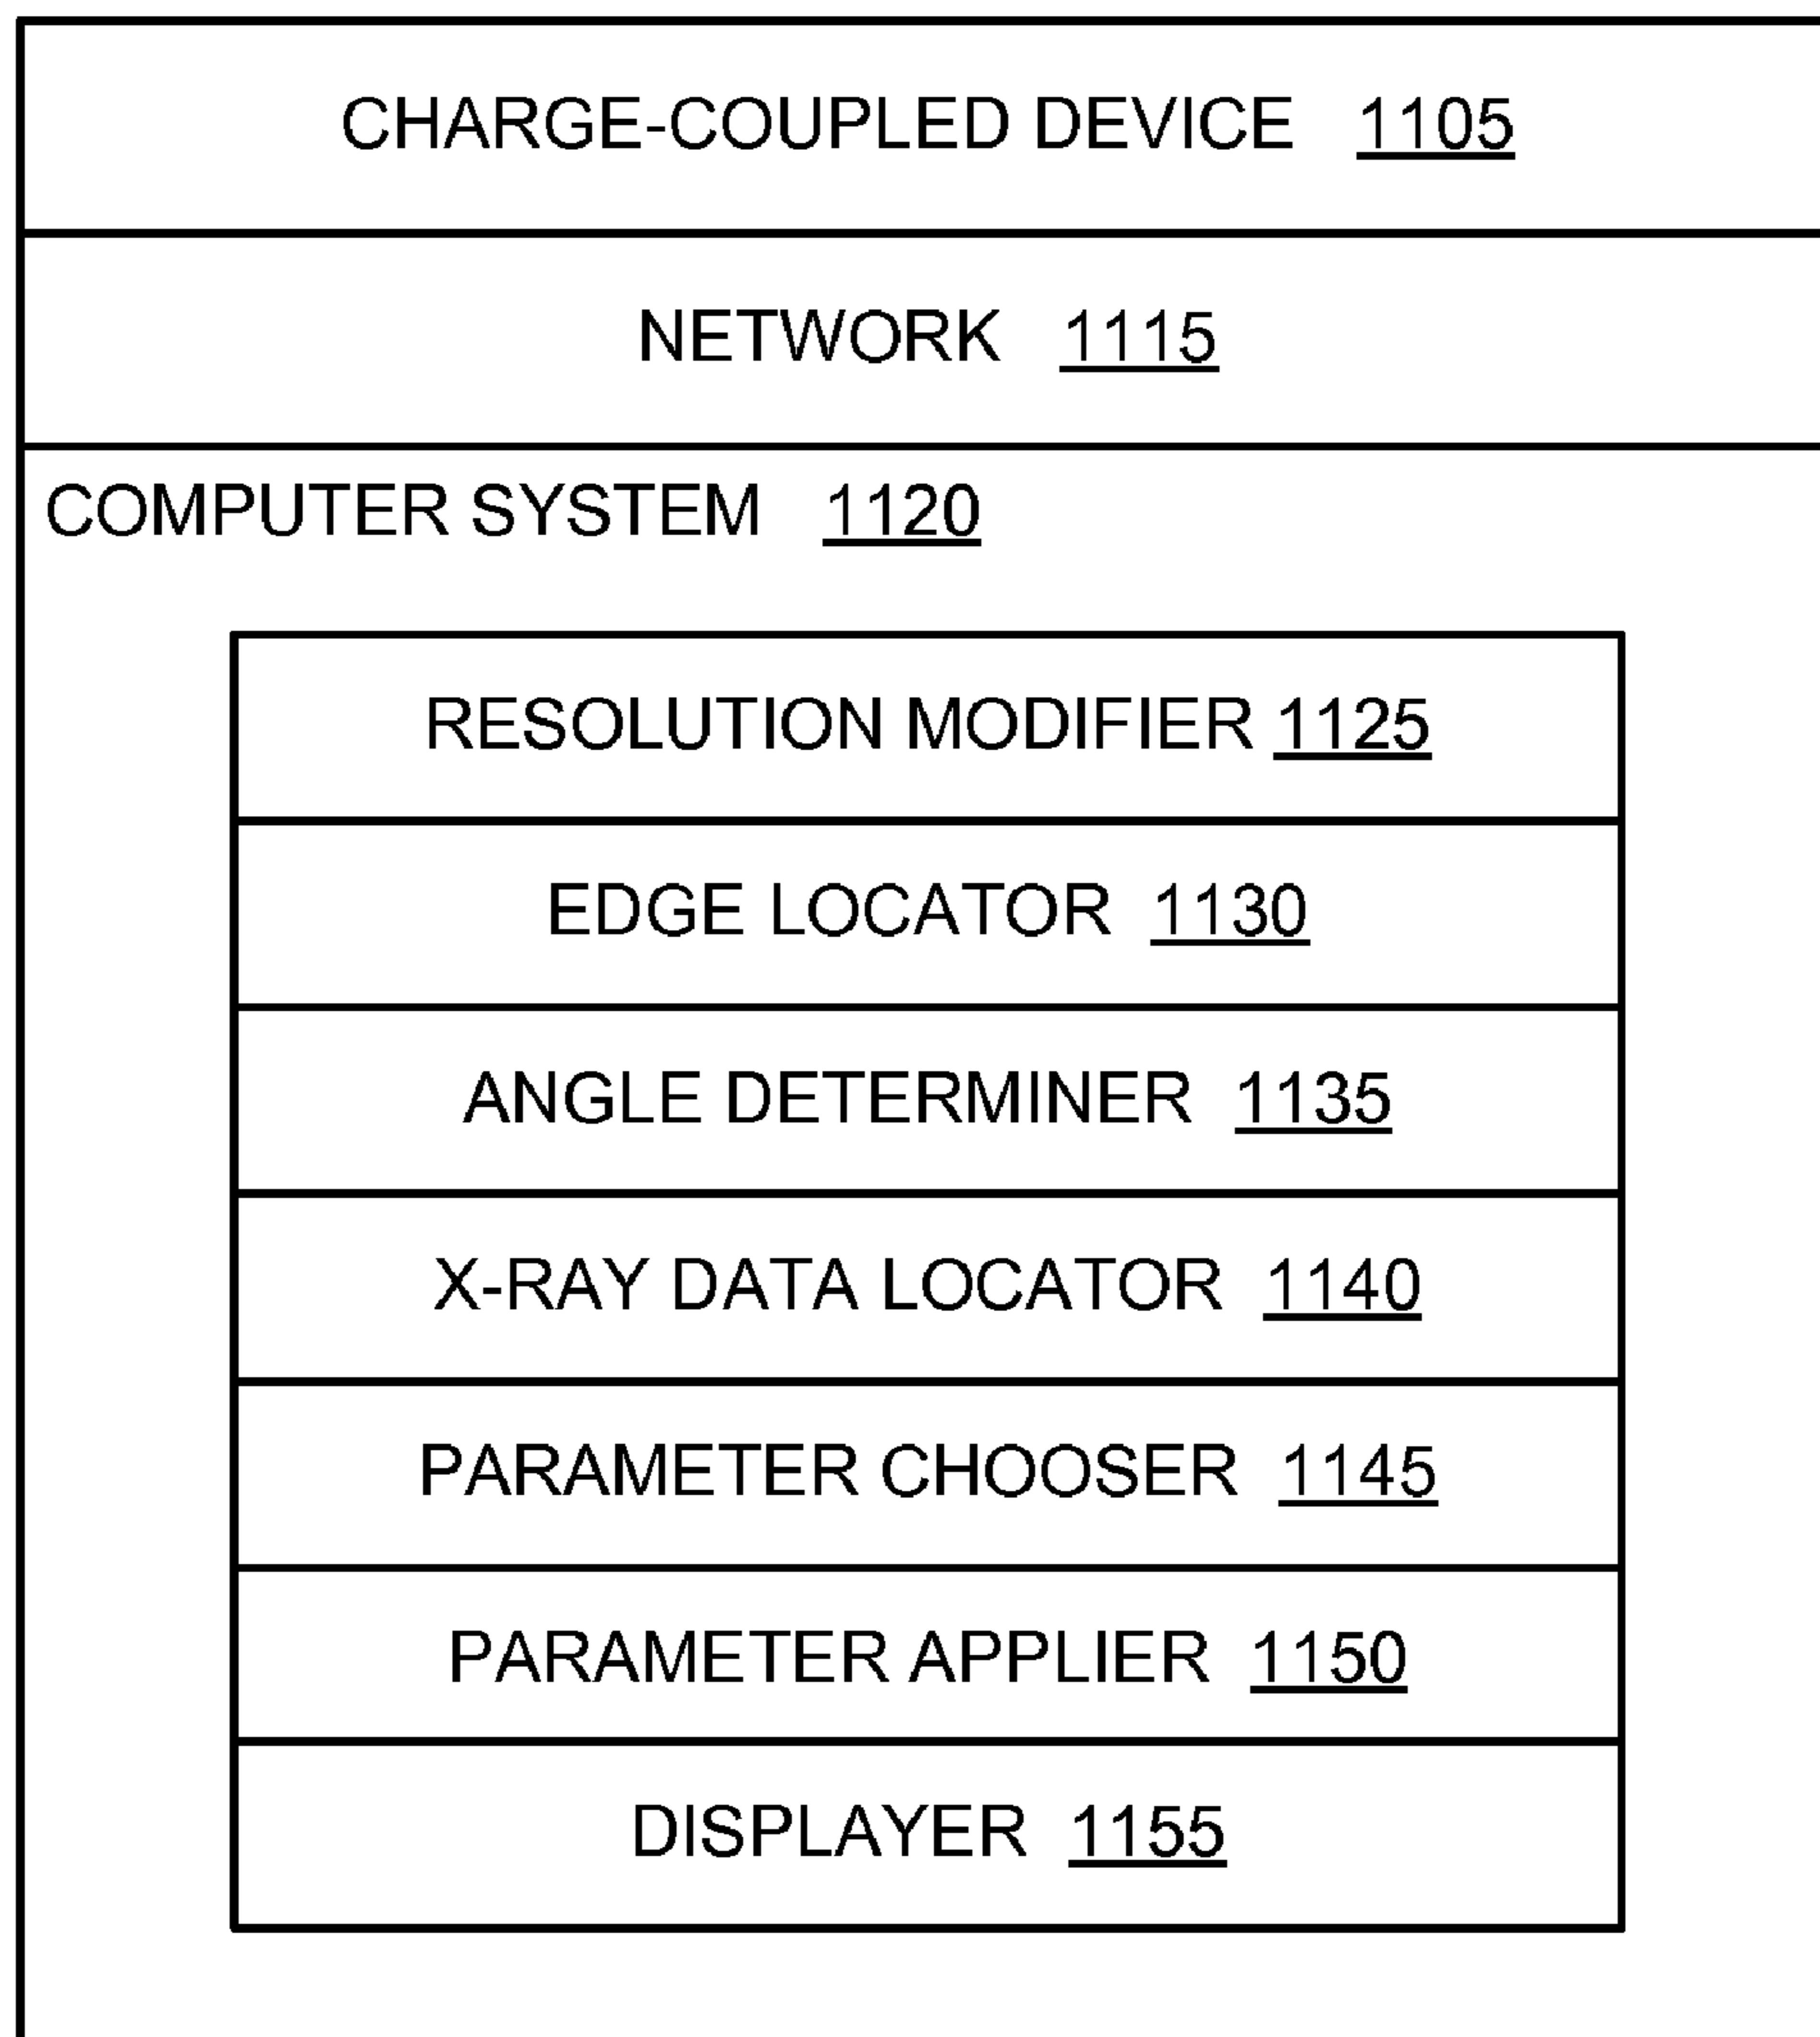 CHARGE-COUPLED DEVICE 1105
NETWORK 1115
COMPUTER SYSTEM 1120
RESOLUTION MODIFIER 1125
EDGE LOCATOR 1130
ANGLE DETERMINER 1135
X-RAY DATA LOCATOR 1140
PARAMETER CHOOSER 1145
PARAMETER APPLIER 1150
DISPLAYER 1155